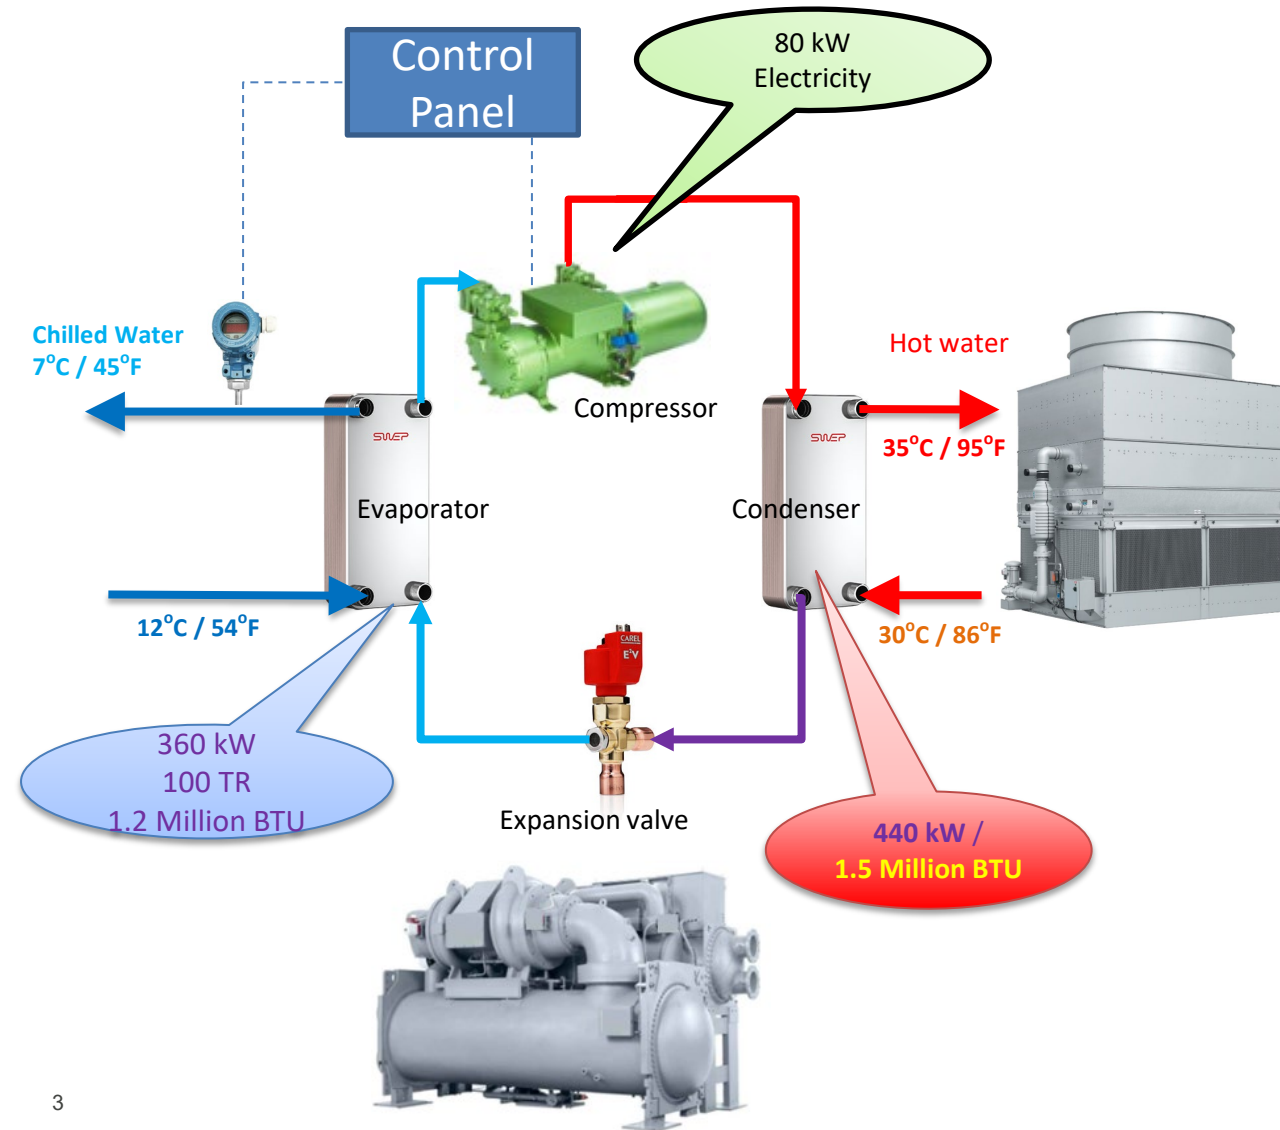 Control
Panel
80 kW
Electricity
Chilled Water
7°C / 45°F
Hot water
Compressor
SWEP
SWEP
35°C / 95°F
Evaporator
Condenser
12°C / 54°F
30°C / 86°F
CAREL
E²V
360 kW
100 TR
1.2 Million BTU
Expansion valve
440 kW /
1.5 Million BTU
3